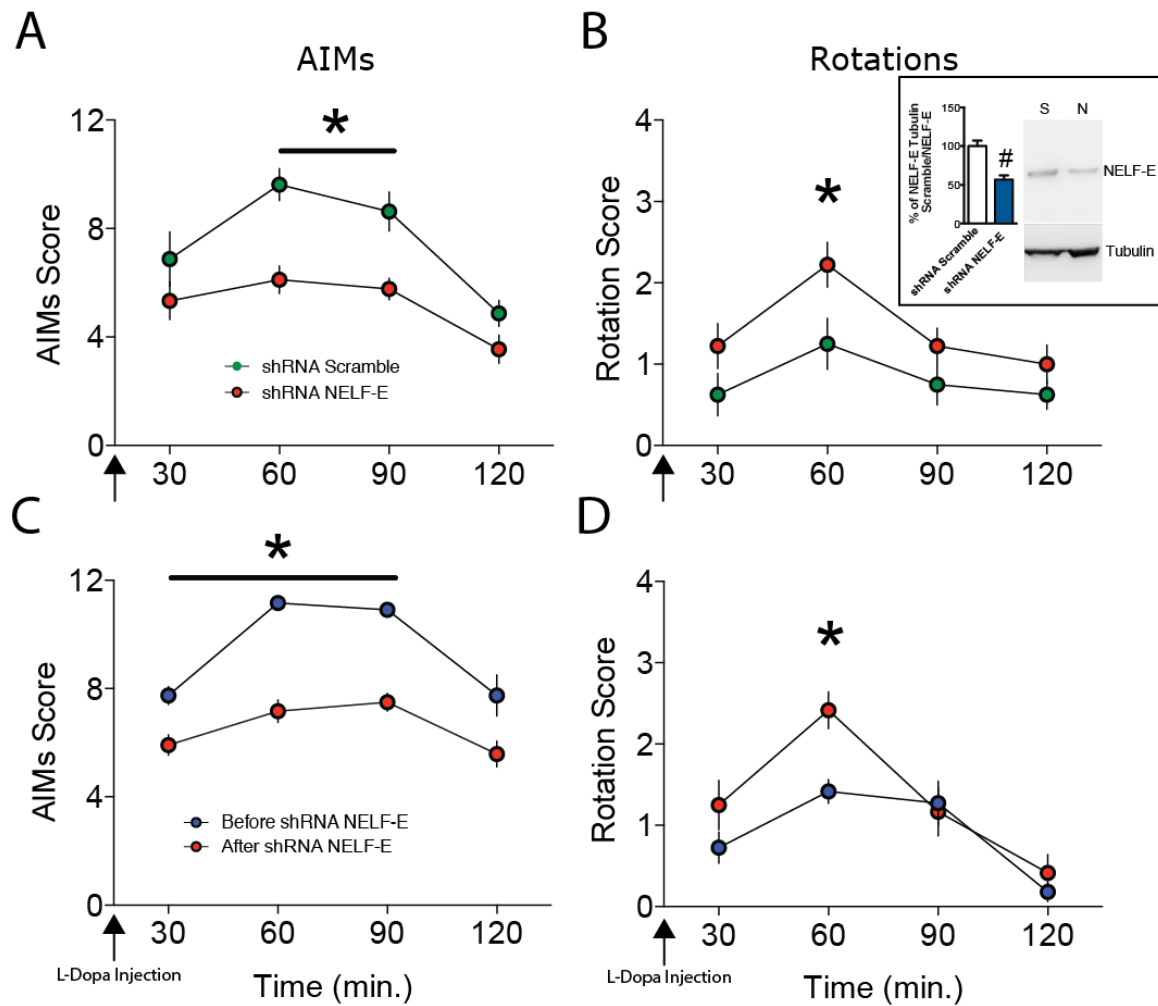 A
AIMs
12
8
4
0
AIMs Score
*
shRNA Scramble
shRNA NELF-E
30 60 90 120
B
Rotations
4
3
2
1
0
Rotation Score
*
% of NELF-E Tubulin
Scramble/NELF-E
150
100
50
0
#
shRNA Scramble
shRNA NELF-E
S N
NELF-E
Tubulin
30 60 90 120
C
12
8
4
0
AIMs Score
*
Before shRNA NELF-E
After shRNA NELF-E
30 60 90 120
L-Dopa Injection
Time (min.)
D
4
3
2
1
0
Rotation Score
*
30 60 90 120
L-Dopa Injection
Time (min.)